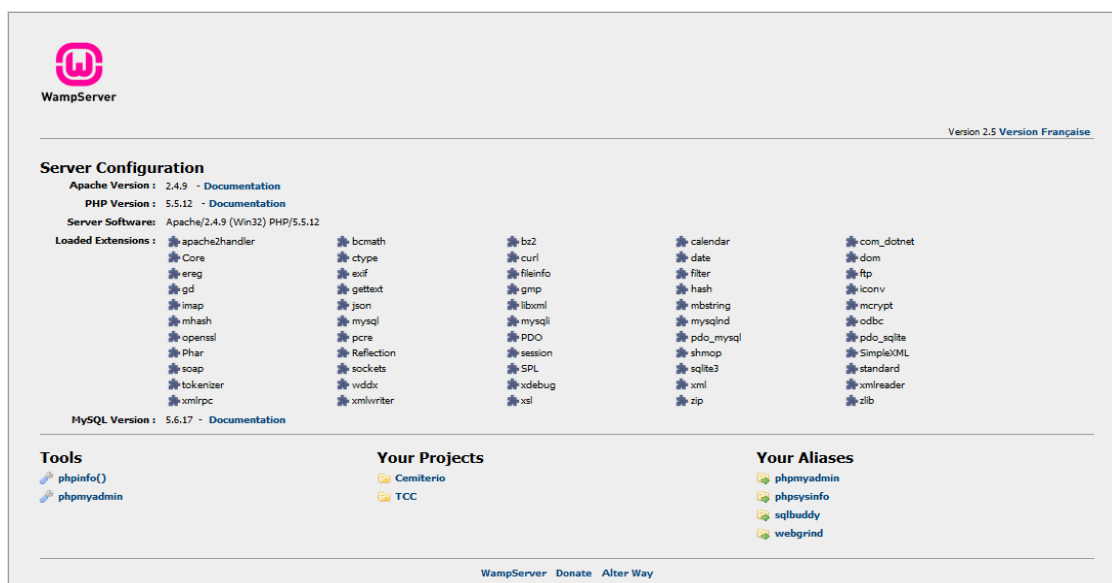 WampServer
Version 2.5 Version Française
Server Configuration
Apache Version : 2.4.9 - Documentation
PHP Version : 5.5.12 - Documentation
Server Software: Apache/2.4.9 (Win32) PHP/5.5.12
Loaded Extensions : apache2handler bcmath bz2 calendar com_dotnet
Core ctype curl date dom
ereg exif fileinfo filter ftp
gd gettext gmp hash iconv
imap json libxml mbstring mcrypt
mhash mysql mysqli mysqlnd odbc
openssl pcre PDO pdo_mysql pdo_sqlite
Phar Reflection session shmop SimpleXML
soap sockets SPL sqlite3 standard
tokenizer wddx xdebug xml xmlreader
xmlrpc xmlwriter xsl zip zlib
MySQL Version : 5.6.17 - Documentation
Tools Your Projects Your Aliases
phpinfo() Cemiterio phpmyadmin
phpmyadmin TCC phpsysinfo
sqlbuddy
webgrind
WampServer Donate Alter Way